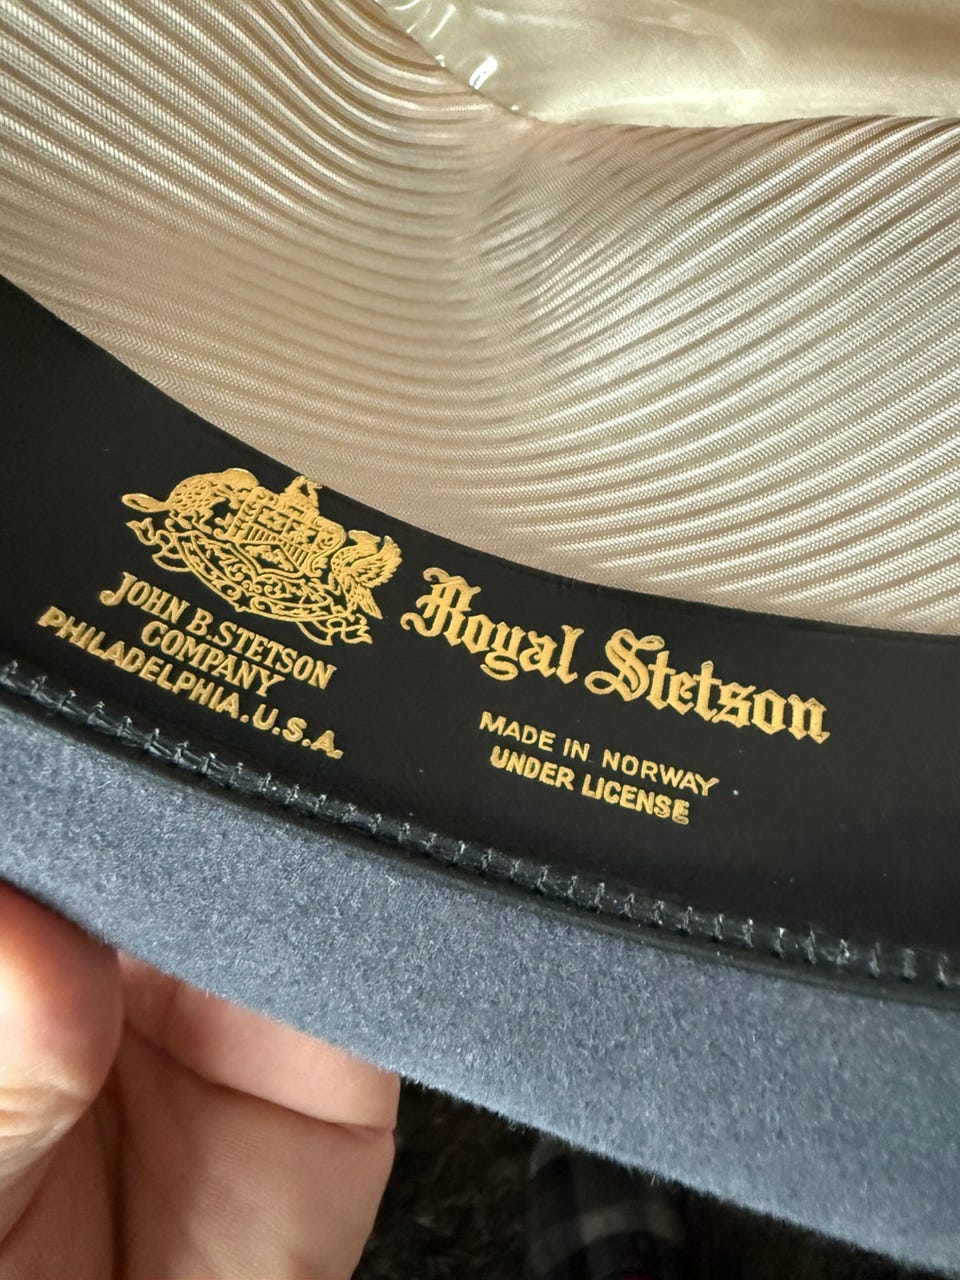 JOHN B. STETSON
COMPANY
PHILADELPHIA. U.S.A.
Royal Stetson
MADE IN NORWAY
UNDER LICENSE